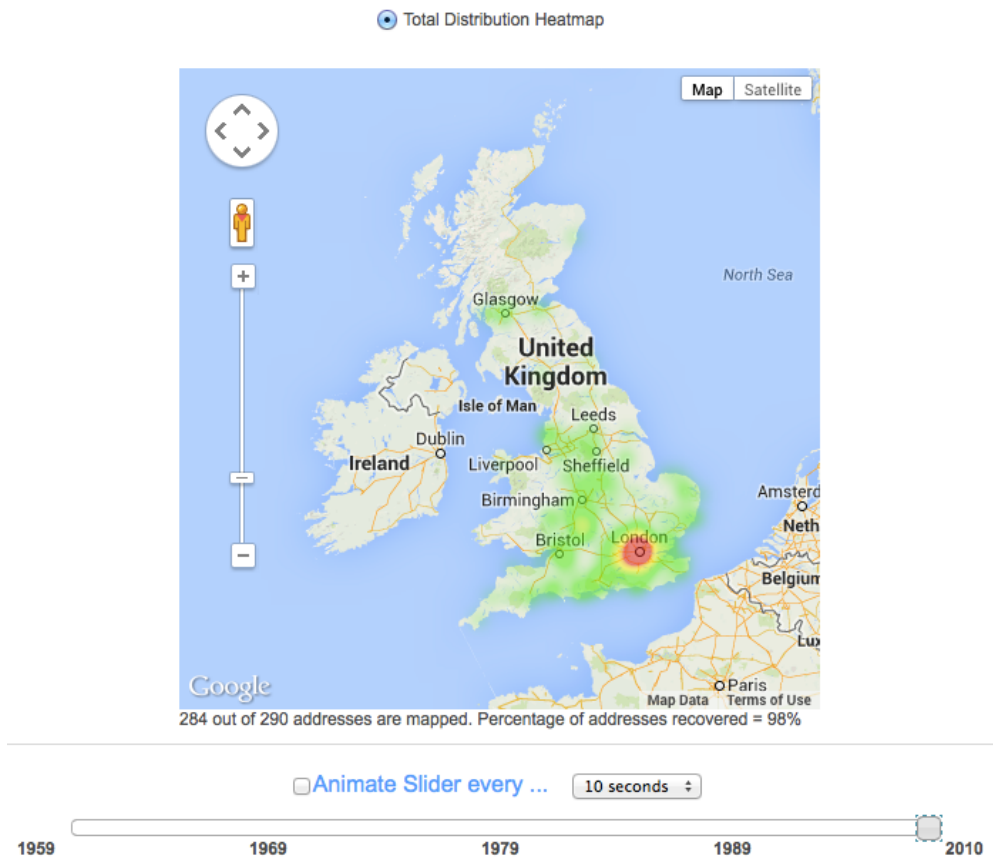 Total Distribution Heatmap
Map Satellite
North Sea
Glasgow
United
Kingdom
Isle of Man
Leeds
Dublin
Ireland
Liverpool
Sheffield
Birmingham
Amsterd
Neth
Bristol
London
Belgium
Lux
Paris
Google
Map Data Terms of Use
284 out of 290 addresses are mapped. Percentage of addresses recovered = 98%
Animate Slider every ... 10 seconds
1959 1969 1979 1989 2010